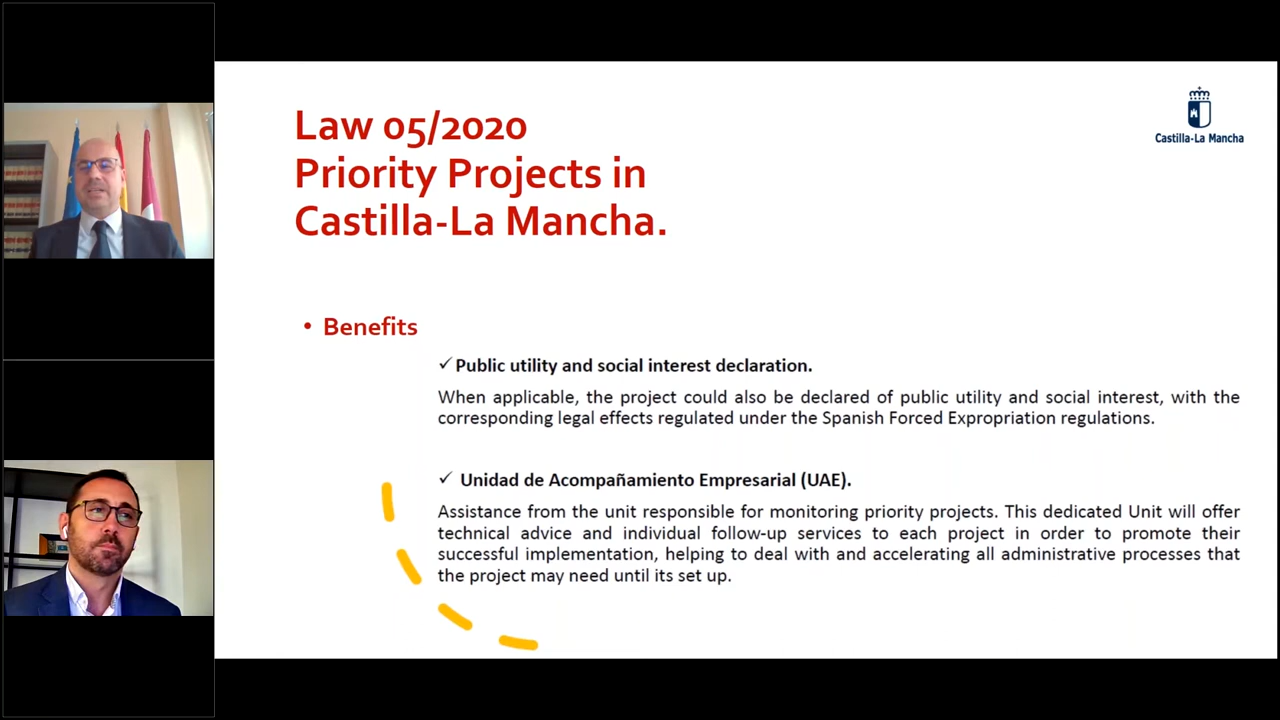 Law 05/2020
Priority Projects in
Castilla-La Mancha.
Castilla-La Mancha
• Benefits
✓ Public utility and social interest declaration.
When applicable, the project could also be declared of public utility and social interest, with the
corresponding legal effects regulated under the Spanish Forced Expropriation regulations.
✓ Unidad de Acompañamiento Empresarial (UAE).
Assistance from the unit responsible for monitoring priority projects. This dedicated Unit will offer
technical advice and individual follow-up services to each project in order to promote their
successful implementation, helping to deal with and accelerating all administrative processes that
the project may need until its set up.